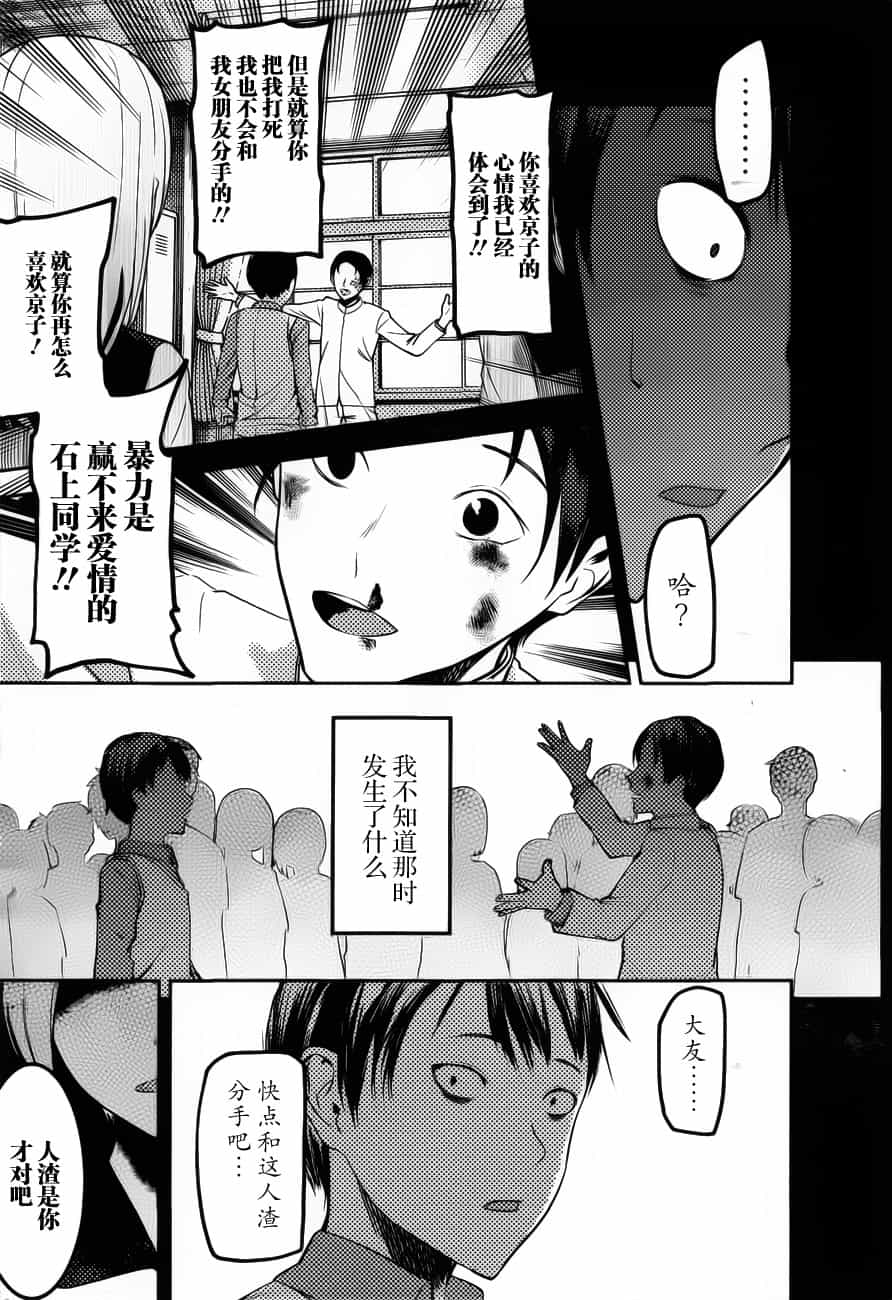 ………
哈？
你喜欢京子的
心情我已经
体会到了!!
但是就算你
把我打死
我也不会和
我女朋友分手的!!
就算你再怎么
喜欢京子！
暴力是
赢不来爱情的
石上同学!!
我不知道那时
发生了什么
大友……
快点和这人渣
分手吧…
人渣是你
才对吧